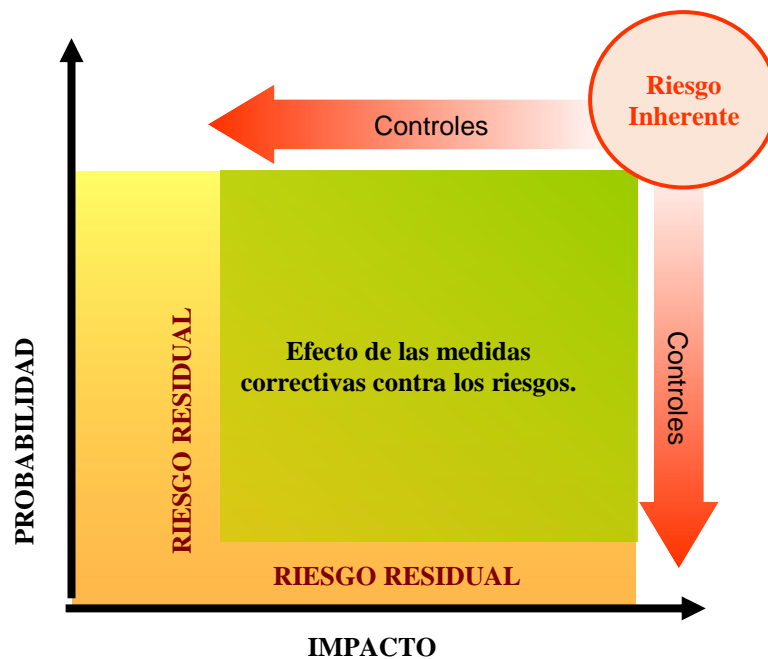 Riesgo
Inherente
Controles
Controles
PROBABILIDAD
RIESGO RESIDUAL
Efecto de las medidas
correctivas contra los riesgos.
RIESGO RESIDUAL
IMPACTO